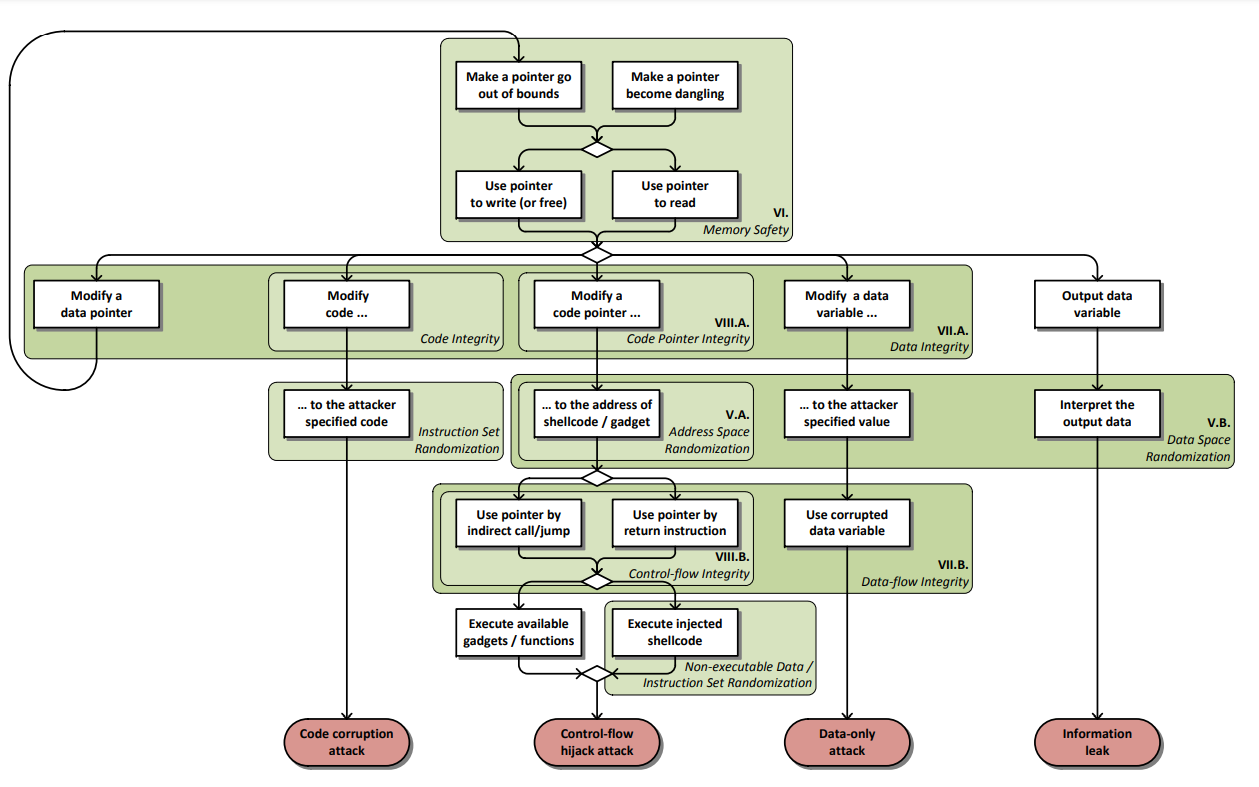 Make a pointer go
out of bounds
Make a pointer
become dangling
Use pointer
to write (or free)
Use pointer
to read
VI.
Memory Safety
Modify a
data pointer
Modify
code ...
Code Integrity
Modify a
code pointer ...
VIII.A.
Code Pointer Integrity
Modify a data
variable ...
VII.A.
Data Integrity
Output data
variable
... to the attacker
specified code
Instruction Set
Randomization
... to the address of
shellcode / gadget
V.A.
Address Space
Randomization
... to the attacker
specified value
Interpret the
output data
V.B.
Data Space
Randomization
Use pointer by
indirect call/jump
Use pointer by
return instruction
VIII.B.
Control-flow Integrity
Use corrupted
data variable
VII.B.
Data-flow Integrity
Execute available
gadgets / functions
Execute injected
shellcode
Non-executable Data /
Instruction Set Randomization
Code corruption
attack
Control-flow
hijack attack
Data-only
attack
Information
leak